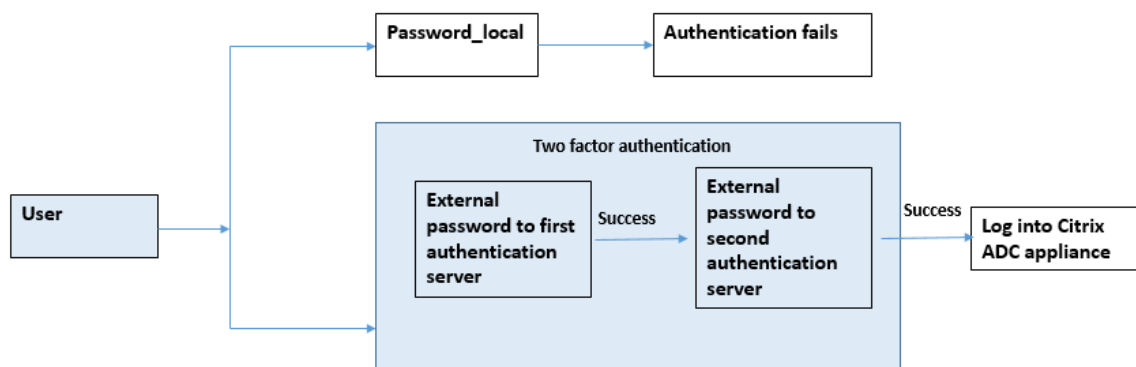 Password_local
Authentication fails
Two factor authentication
User
External
password to first
authentication
server
Success
External
password to
second
authentication
server
Success
Log into Citrix
ADC appliance